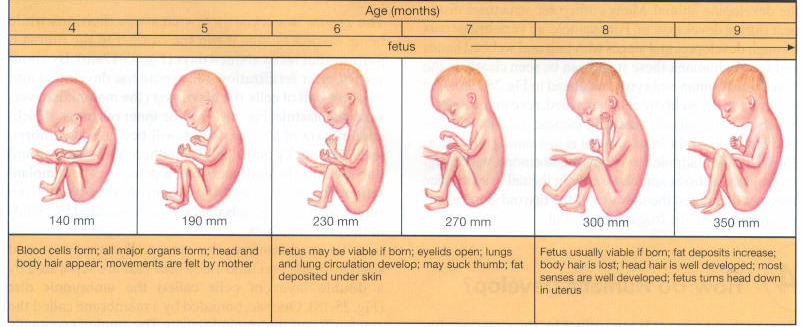 Age (months)
4 5 6 7 8 9
fetus
140 mm 190 mm 230 mm 270 mm 300 mm 350 mm
Blood cells form; all major organs form; head and
body hair appear; movements are felt by mother
Fetus may be viable if born; eyelids open; lungs
and lung circulation develop; may suck thumb; fat
deposited under skin
Fetus usually viable if born; fat deposits increase;
body hair is lost; head hair is well developed; most
senses are well developed; fetus turns head down
in uterus